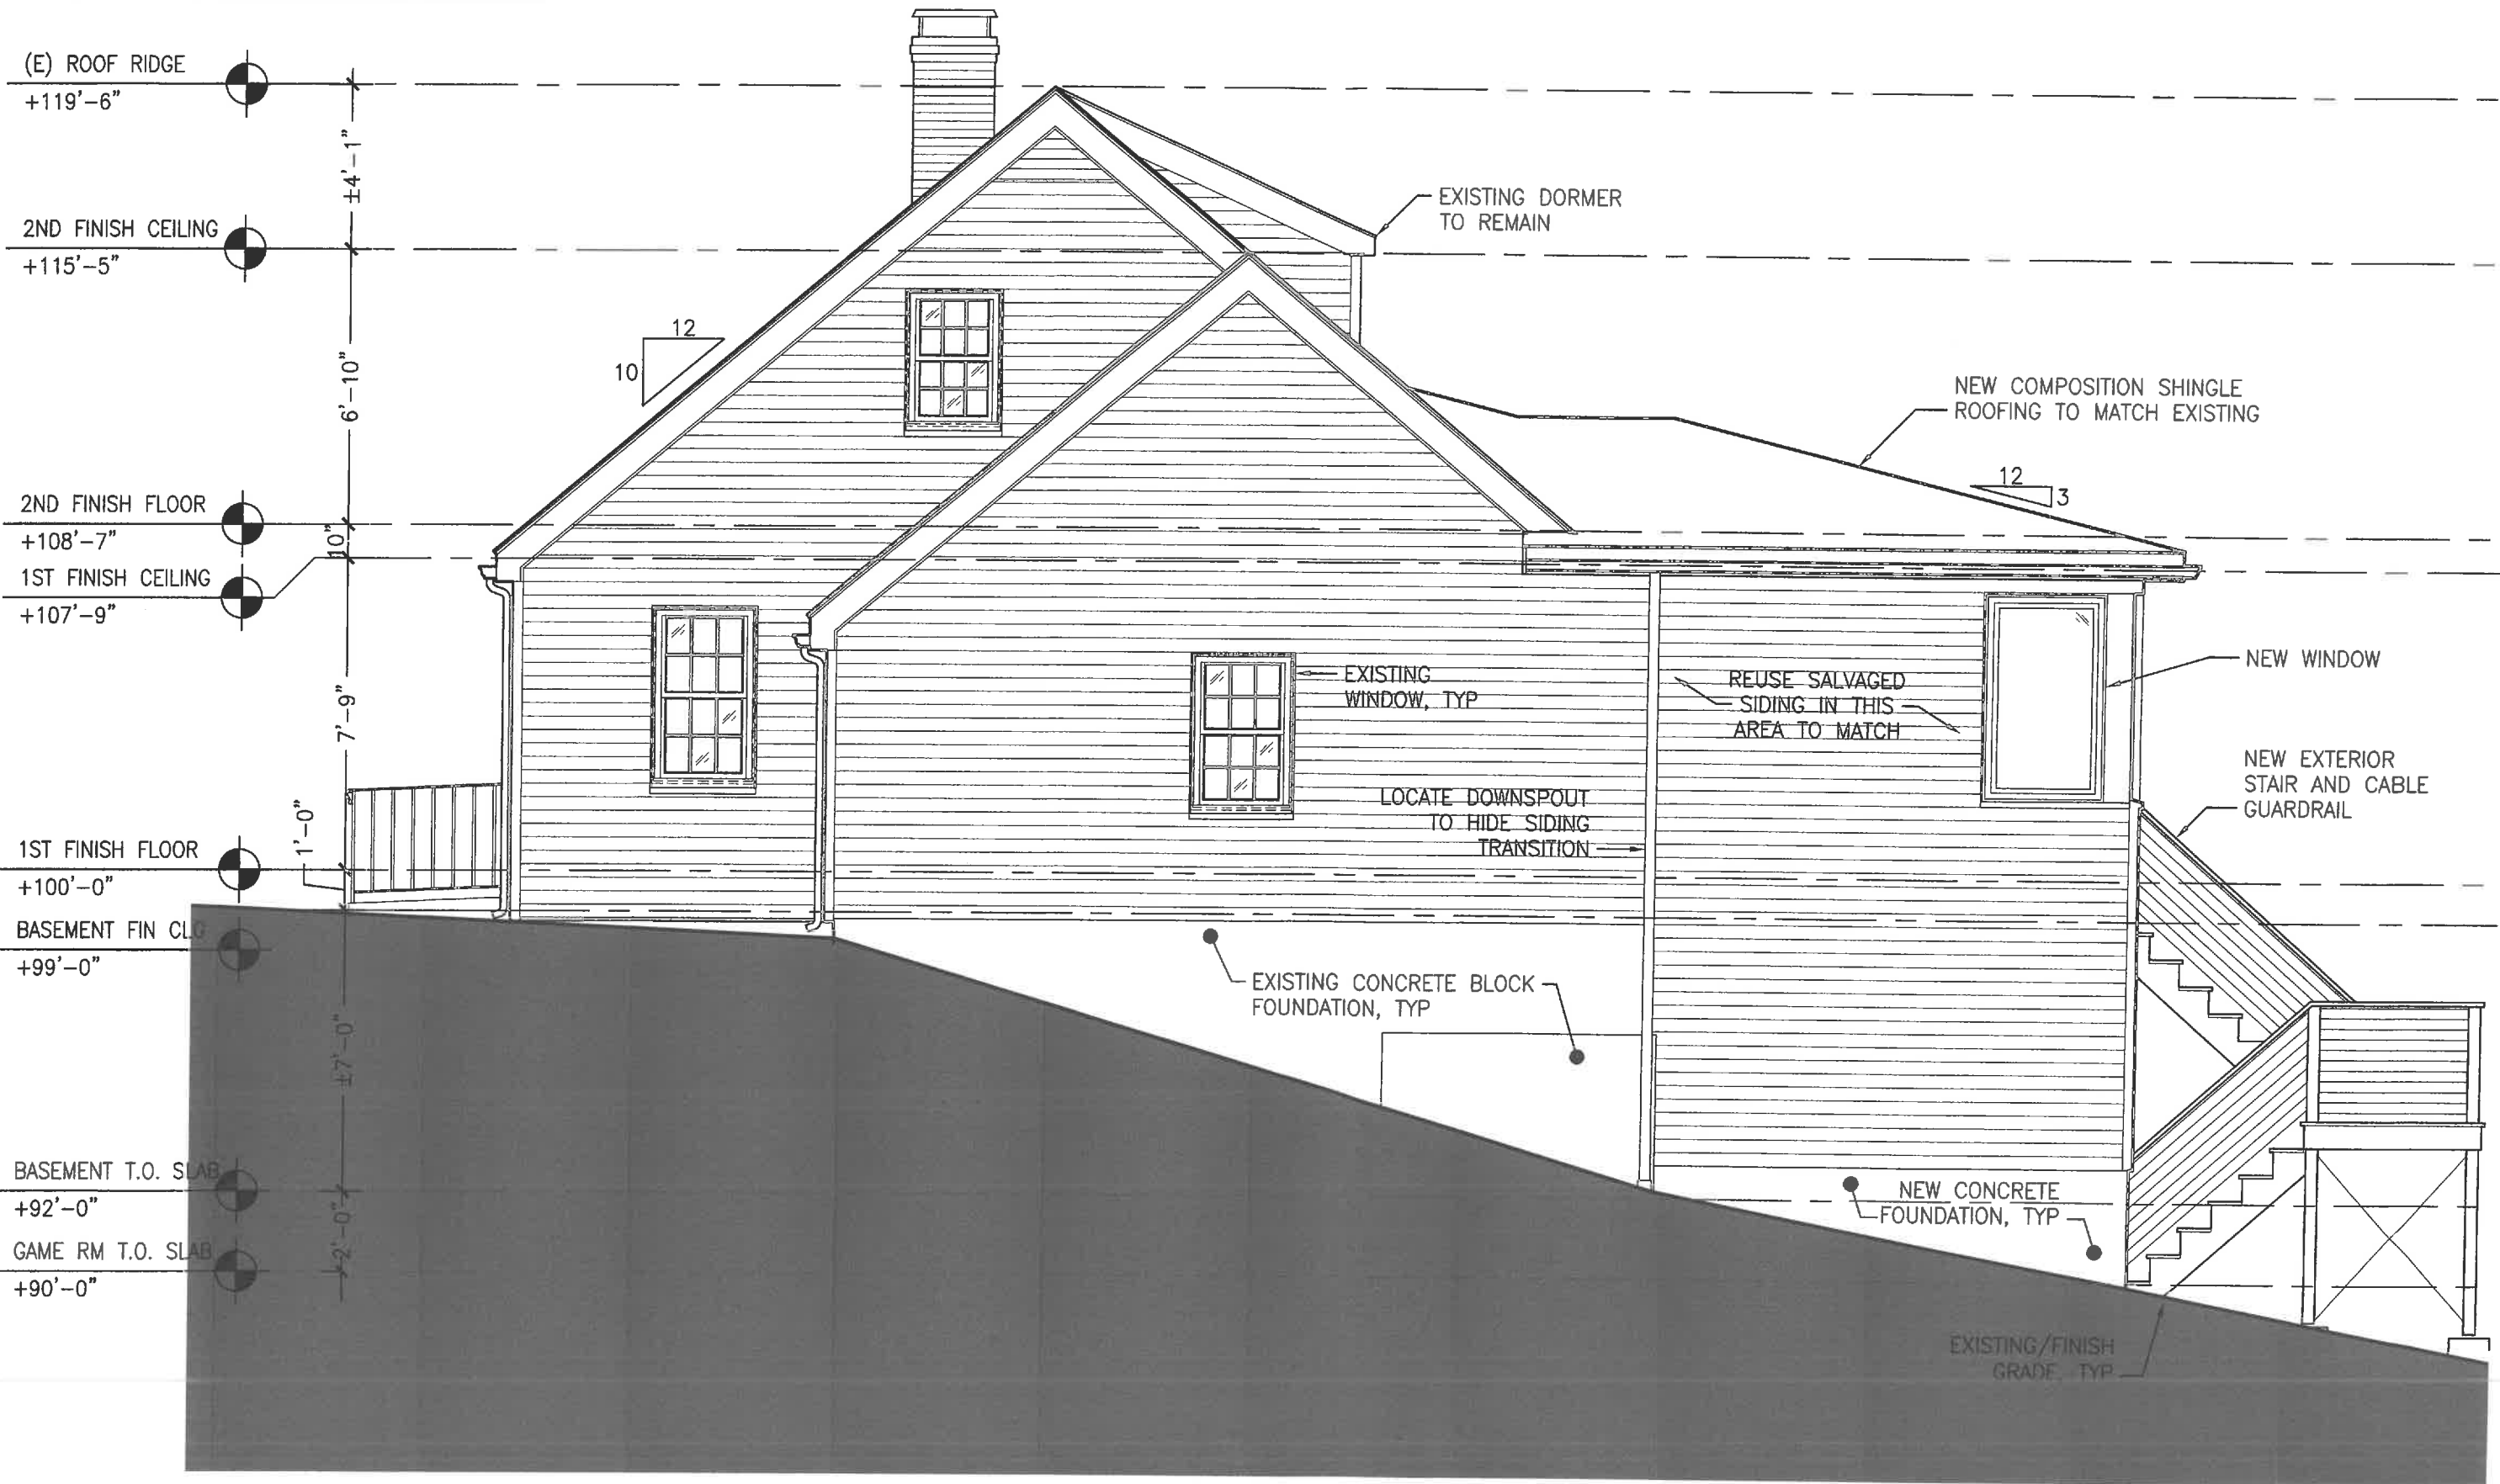 (E) ROOF RIDGE
+119'-6"
±4'-1"
2ND FINISH CEILING
+115'-5"
6'-10"
2ND FINISH FLOOR
+108'-7"
10"
1ST FINISH CEILING
+107'-9"
7'-9"
1'-0"
1ST FINISH FLOOR
+100'-0"
BASEMENT FIN CLG
+99'-0"
±7'-0"
BASEMENT T.O. SLAB
+92'-0"
2'-0"
GAME RM T.O. SLAB
+90'-0"
12
10
EXISTING DORMER
TO REMAIN
NEW COMPOSITION SHINGLE
ROOFING TO MATCH EXISTING
12
3
EXISTING
WINDOW, TYP
REUSE SALVAGED
SIDING IN THIS
AREA TO MATCH
NEW WINDOW
LOCATE DOWNSPOUT
TO HIDE SIDING
TRANSITION
NEW EXTERIOR
STAIR AND CABLE
GUARDRAIL
EXISTING CONCRETE BLOCK
FOUNDATION, TYP
NEW CONCRETE
FOUNDATION, TYP
EXISTING/FINISH
GRADE, TYP